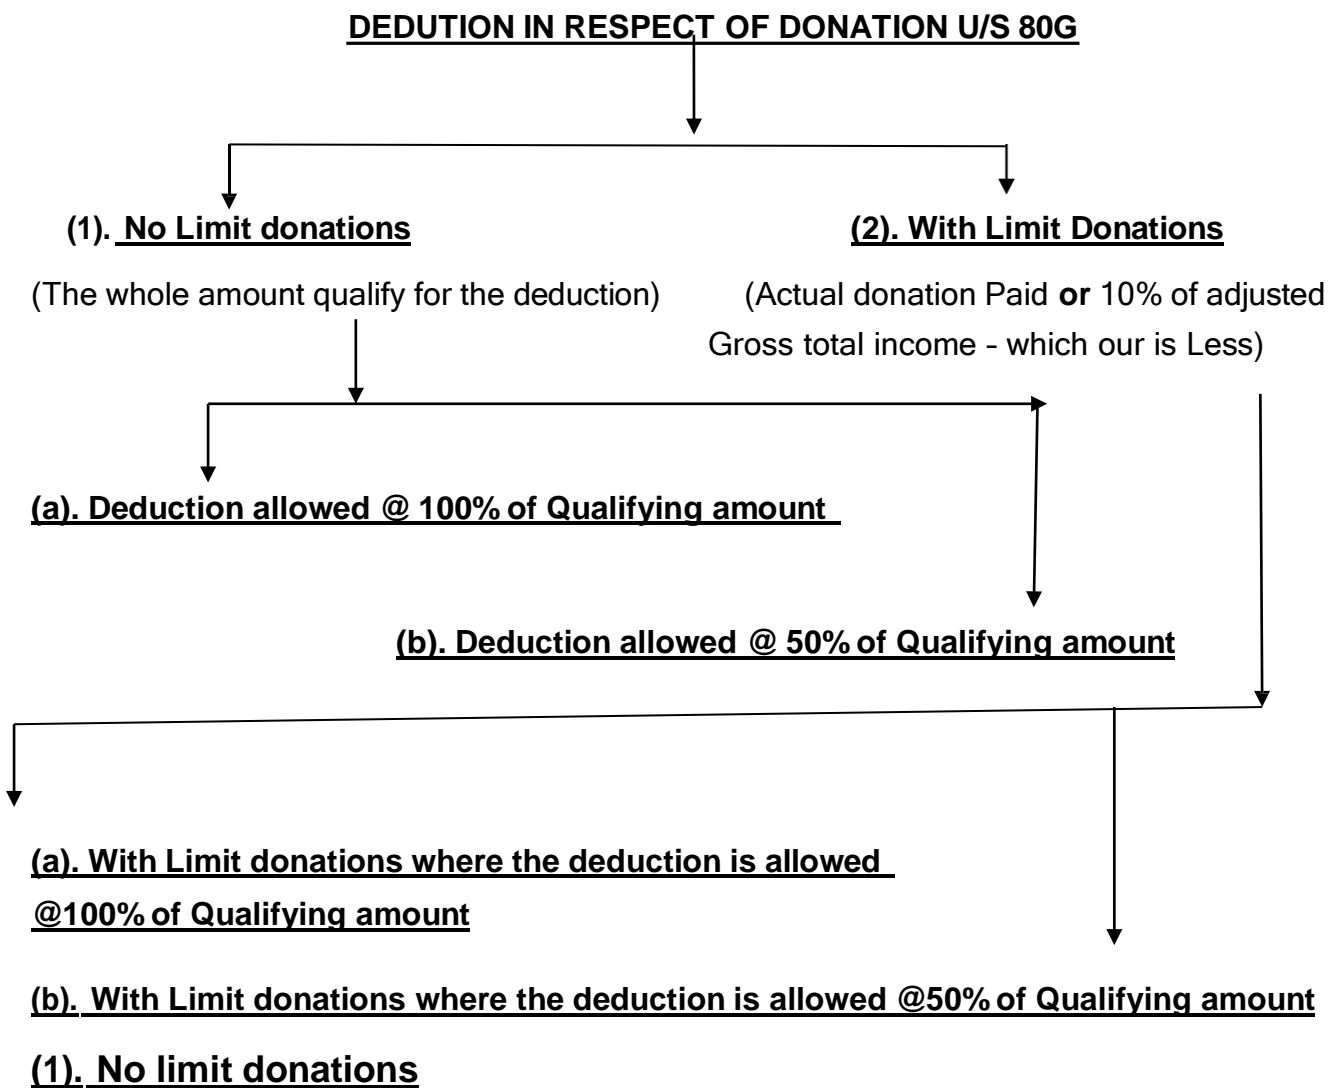 DEDUTION IN RESPECT OF DONATION U/S 80G
(1). No Limit donations
(2). With Limit Donations
(The whole amount qualify for the deduction)
(Actual donation Paid or 10% of adjusted
Gross total income - which our is Less)
(a). Deduction allowed @ 100% of Qualifying amount
(b). Deduction allowed @ 50% of Qualifying amount
(a). With Limit donations where the deduction is allowed
@100% of Qualifying amount
(b). With Limit donations where the deduction is allowed @50% of Qualifying amount
(1). No limit donations